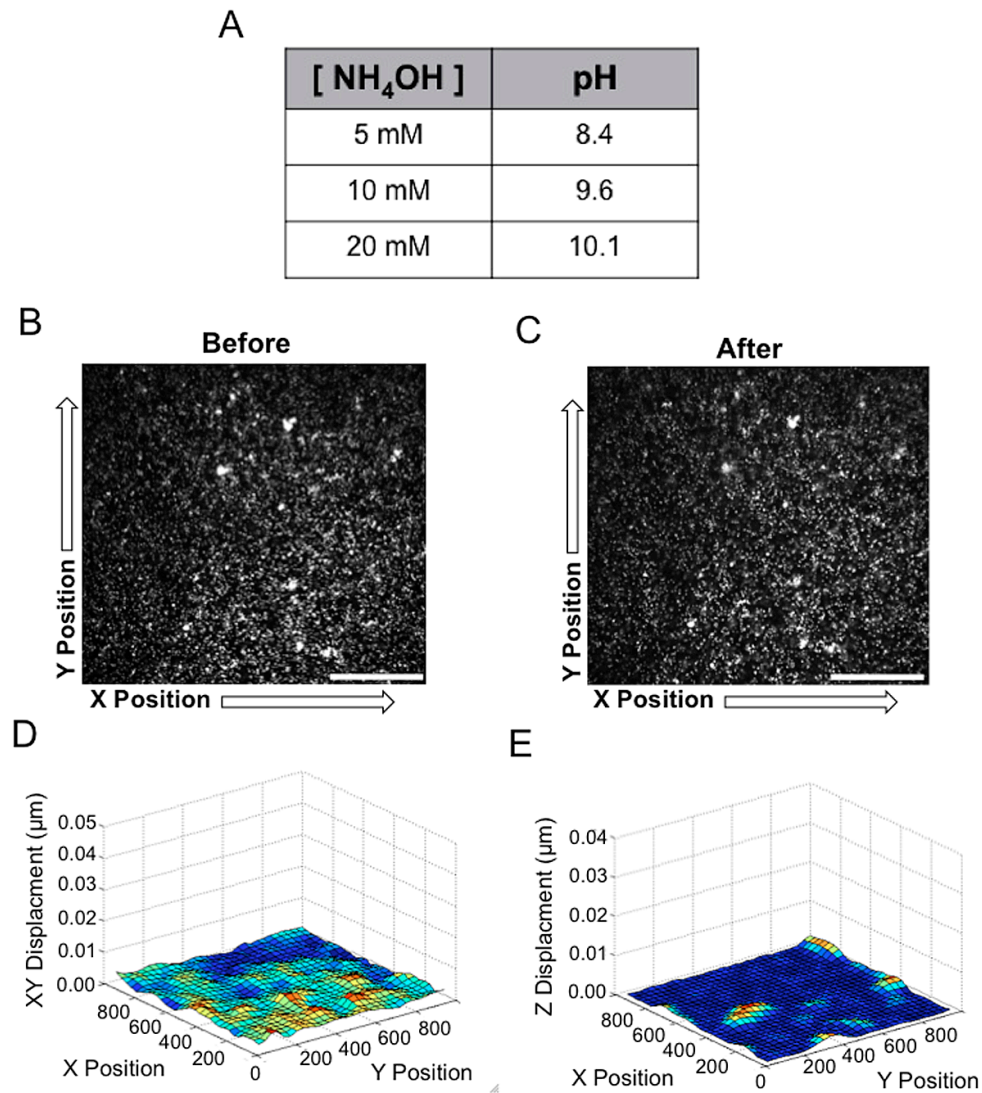 A
[ NH4OH ] pH
5 mM 8.4
10 mM 9.6
20 mM 10.1
B
Before
Y Position
X Position
C
After
Y Position
X Position
D
XY Displacment (µm)
0.05
0.04
0.03
0.02
0.01
0.00
800
600
400
200
0
200
400
600
800
X Position
Y Position
E
Z Displacment (µm)
0.04
0.03
0.02
0.01
0.00
800
600
400
200
0
200
400
600
800
X Position
Y Position